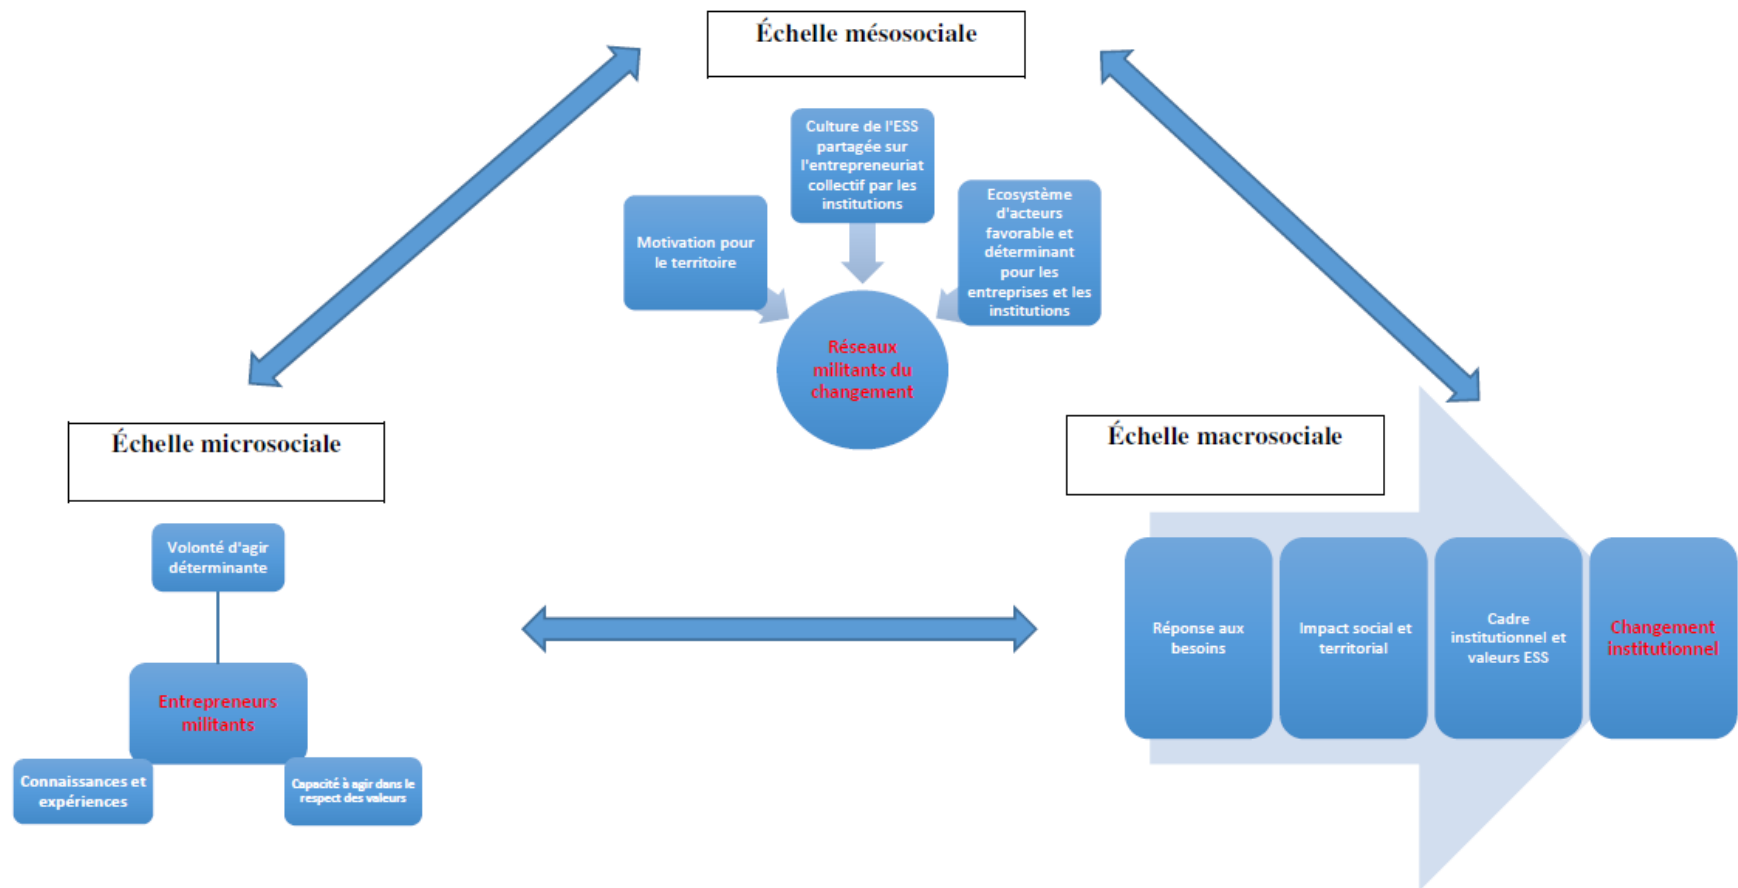 Échelle mésosociale
Culture de l'ESS
partagée sur
l'entrepreneuriat
collectif par les
institutions
Motivation pour
le territoire
Ecosystème
d'acteurs
favorable et
déterminant
pour les
entreprises et les
institutions
Réseaux
militants du
changement
Échelle microsociale
Volonté d'agir
déterminante
Entrepreneurs
militants
Connaissances et
expériences
Capacité à agir dans le
respect des valeurs
Échelle macrosociale
Réponse aux
besoins
Impact social et
territorial
Cadre
institutionnel et
valeurs ESS
Changement
institutionnel